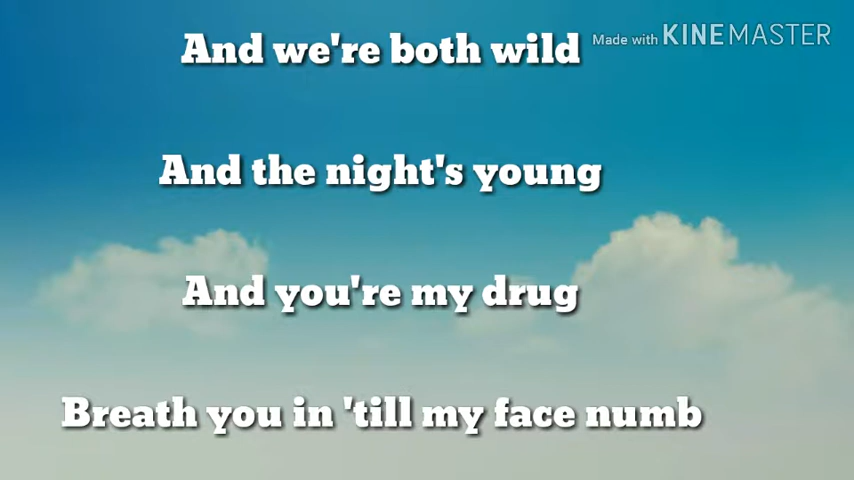 And we're both wild
Made with KINEMASTER
And the night's young
And you're my drug
Breath you in 'till my face numb